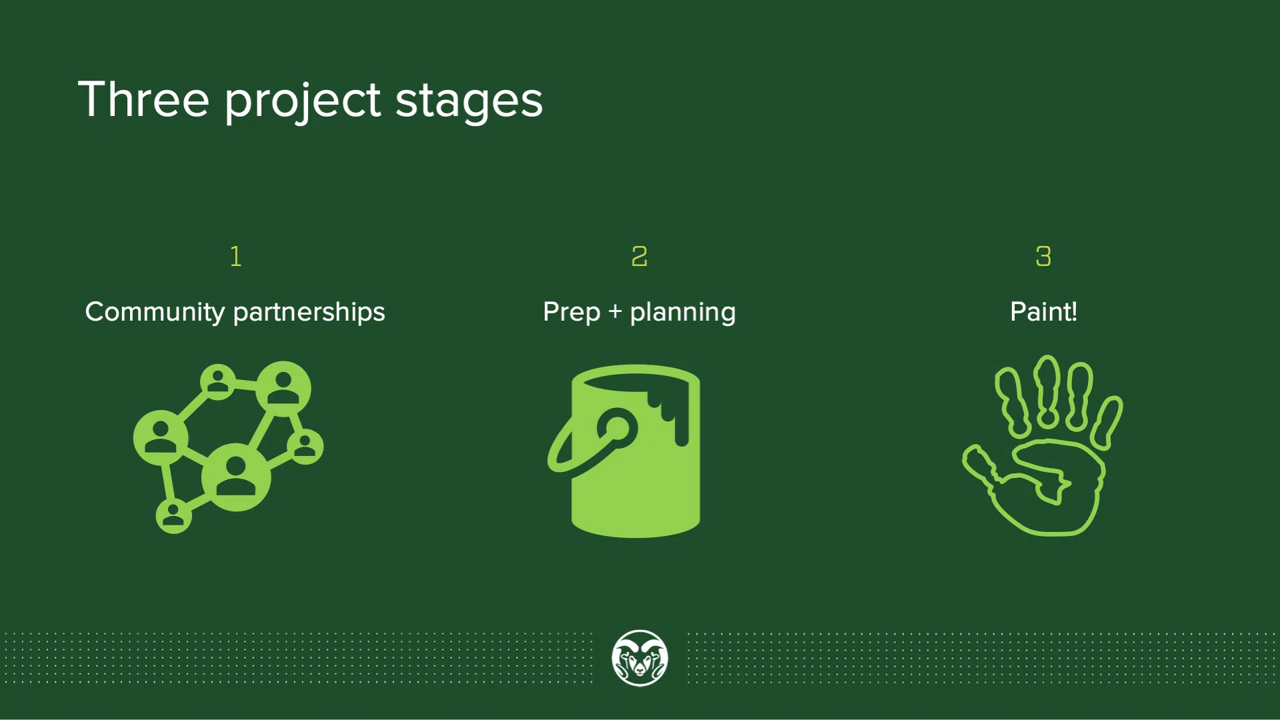 Three project stages
1
Community partnerships
2
Prep + planning
3
Paint!